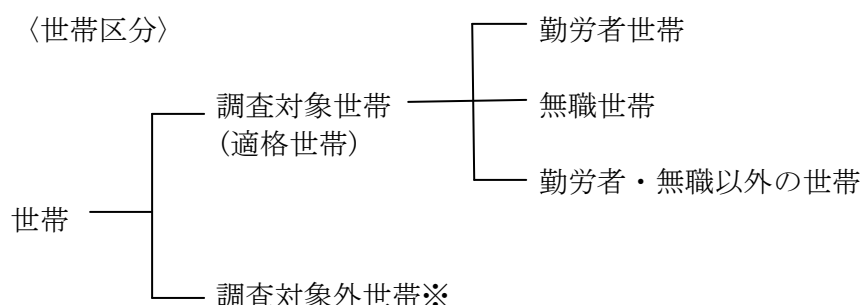 〈世帯区分〉
勤労者世帯
調査対象世帯
(適格世帯)
無職世帯
勤労者・無職以外の世帯
世帯
調査対象外世帯※